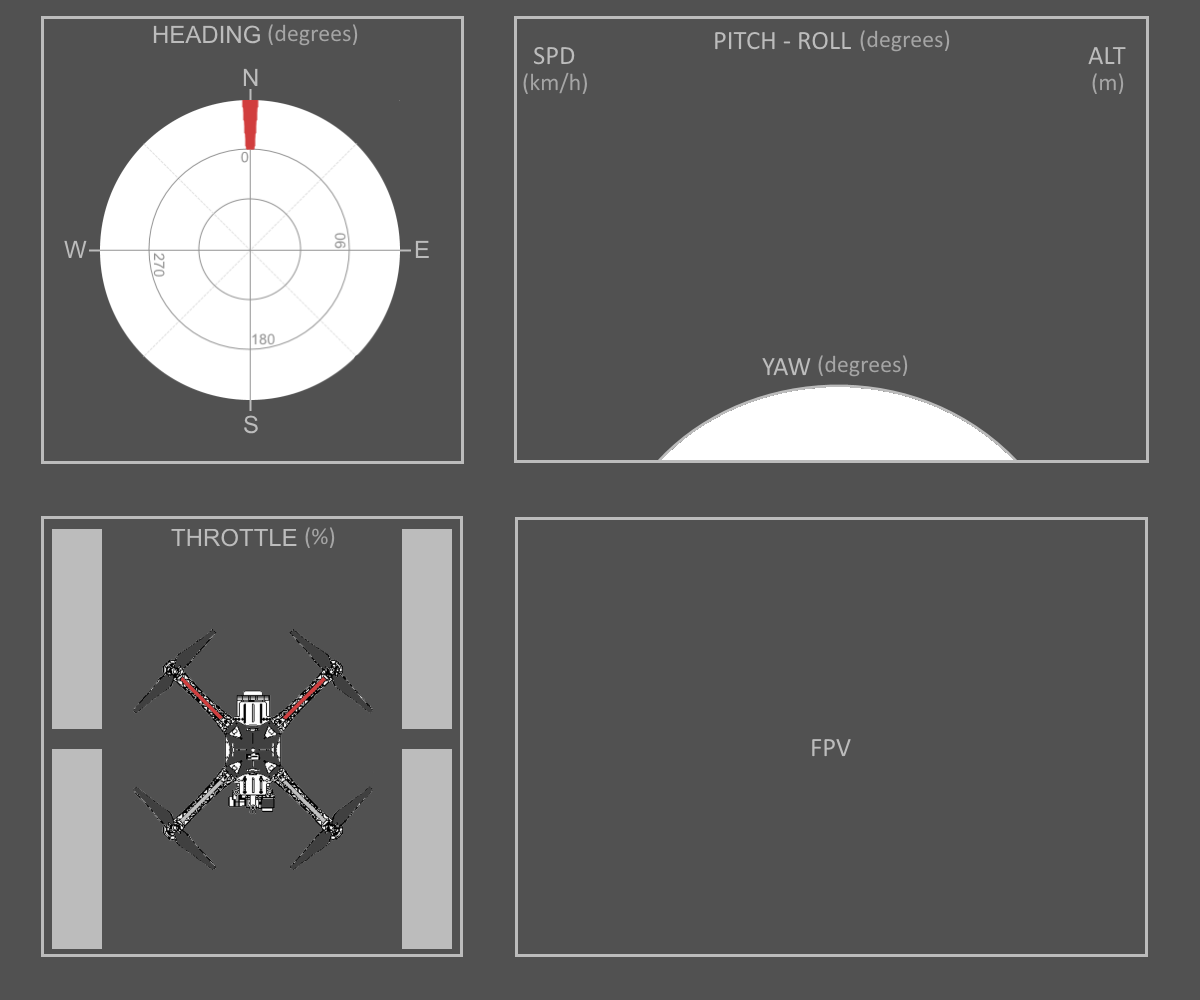 HEADING (degrees)
N
0
W
E
90
270
180
S
PITCH - ROLL (degrees)
SPD
(km/h)
ALT
(m)
YAW (degrees)
THROTTLE (%)
FPV